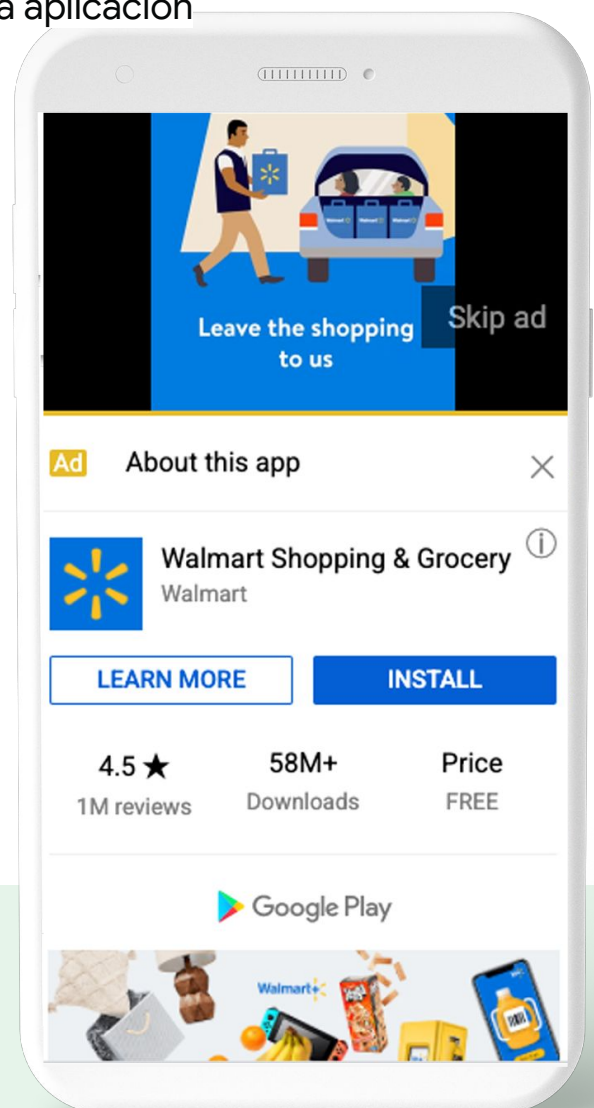 a aplicación
Leave the shopping
to us
Skip ad
Ad About this app
Walmart Shopping & Grocery
Walmart
LEARN MORE INSTALL
4.5 ★ 58M+ Price
1M reviews Downloads FREE
Google Play
Walmart+